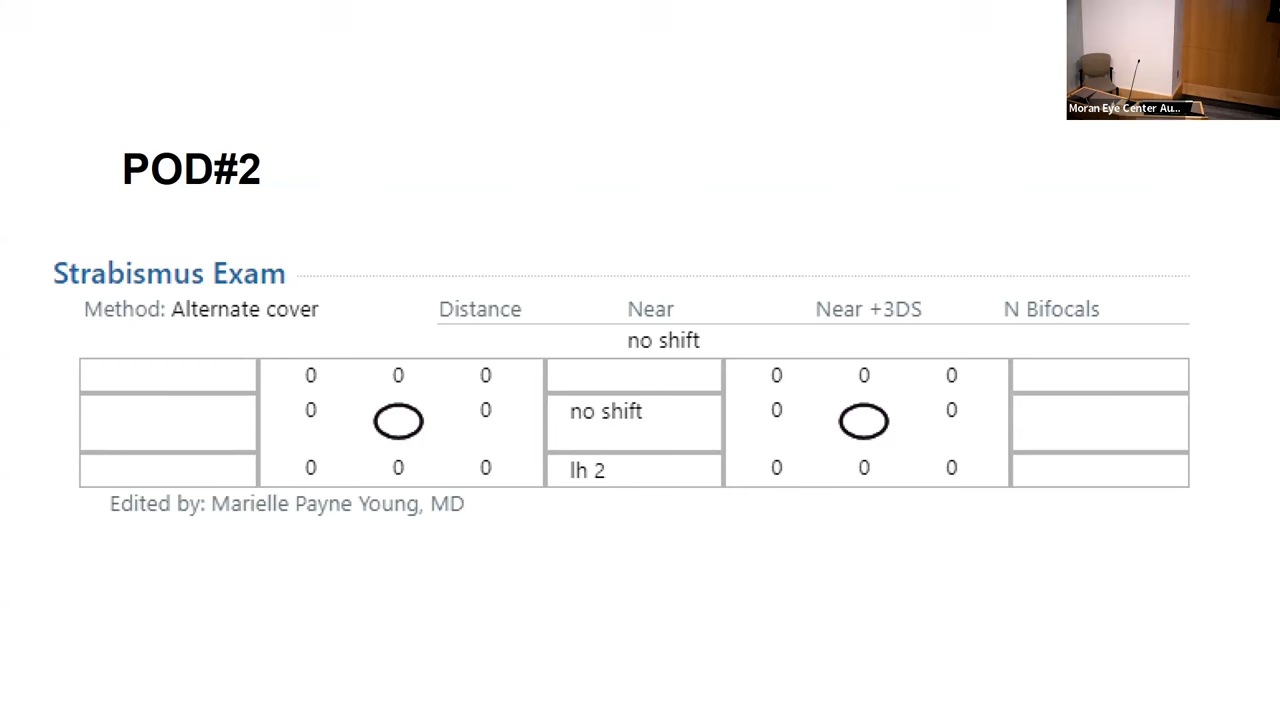 Moran Eye Center Au...
POD#2
Strabismus Exam
Method: Alternate cover Distance Near Near +3DS N Bifocals
no shift
0 0 0 0 0 0
0 0 no shift 0 0
0 0 0 lh 2 0 0 0
Edited by: Marielle Payne Young, MD